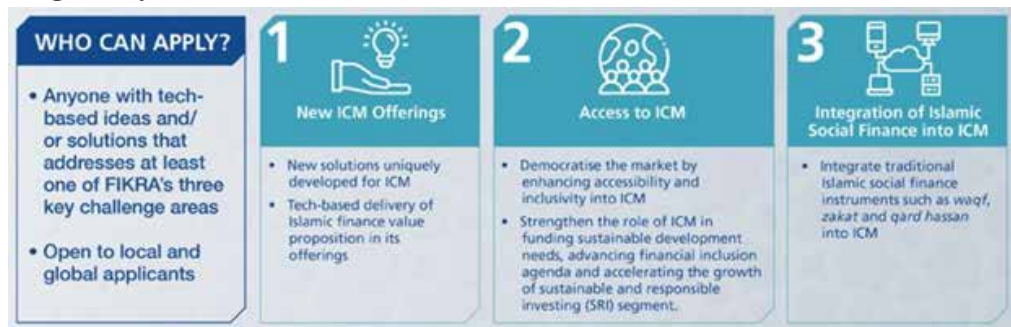 WHO CAN APPLY?
• Anyone with tech-
based ideas and/
or solutions that
addresses at least
one of FIKRA's three
key challenge areas
• Open to local and
global applicants
1
New ICM Offerings
• New solutions uniquely
developed for ICM
• Tech-based delivery of
Islamic finance value
proposition in its
offerings
2
Access to ICM
• Democratise the market by
enhancing accessibility and
inclusivity into ICM
• Strengthen the role of ICM in
funding sustainable development
needs, advancing financial inclusion
agenda and accelerating the growth
of sustainable and responsible
investing (SRI) segment.
3
Integration of Islamic
Social Finance into ICM
• Integrate traditional
Islamic social finance
instruments such as waqf,
zakat and qard hassan
into ICM